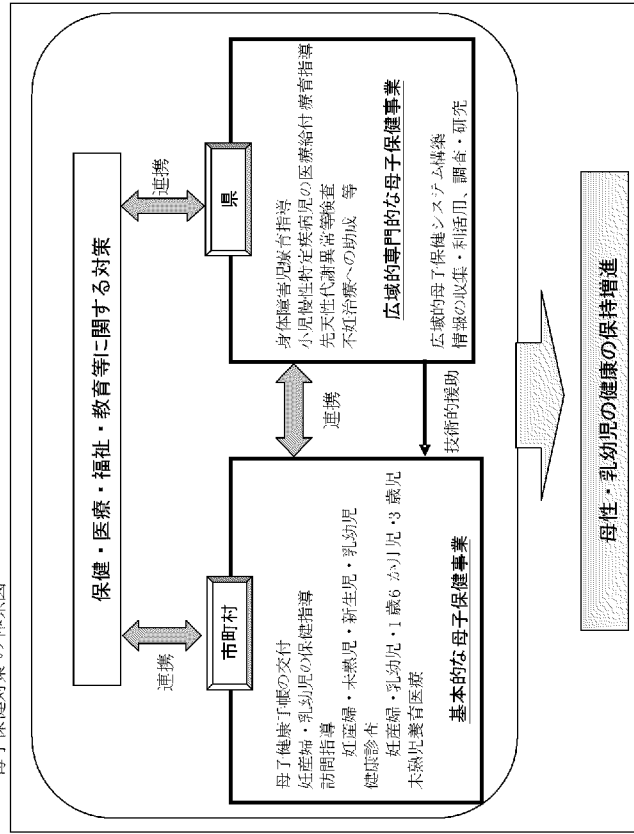 母子保健対策の体系図
保健・医療・福祉・教育等に関する対策
連携
連携
市町村
母子健康手帳の交付
妊産婦・乳幼児の保健指導
訪問指導
妊産婦・未熟児・新生児・乳幼児
健康診査
妊産婦・乳幼児・1歳6か月児・3歳児
未熟児養育医療
基本的な母子保健事業
連携
技術的援助
県
身体障害児療育指導
小児慢性特定疾病児の医療給付 療育指導
先天性代謝異常等検査
不妊治療への助成 等
広域的専門的な母子保健事業
広域的母子保健システム構築
情報の収集・利活用、調査・研究
母性・乳幼児の健康の保持増進